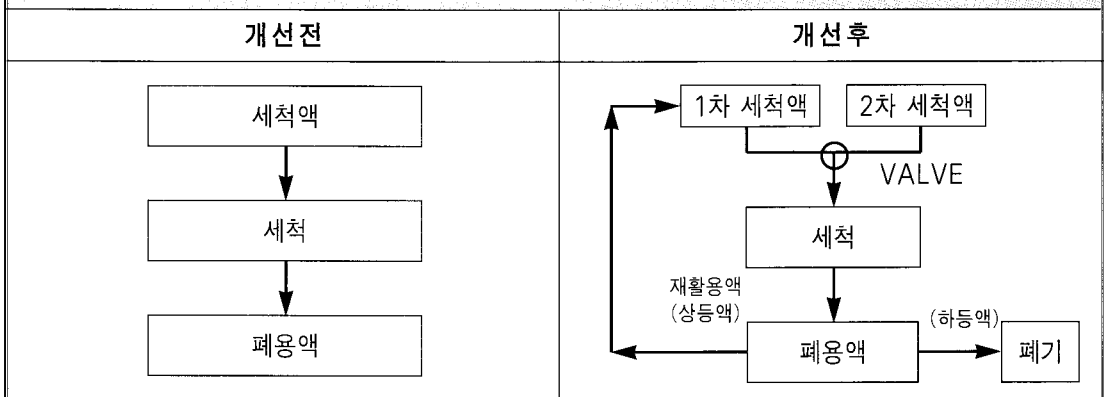 개선전
개선후
세척액
세척
폐용액
1차 세척액
2차 세척액
VALVE
세척
재활용액
(상등액)
폐용액
(하등액)
폐기